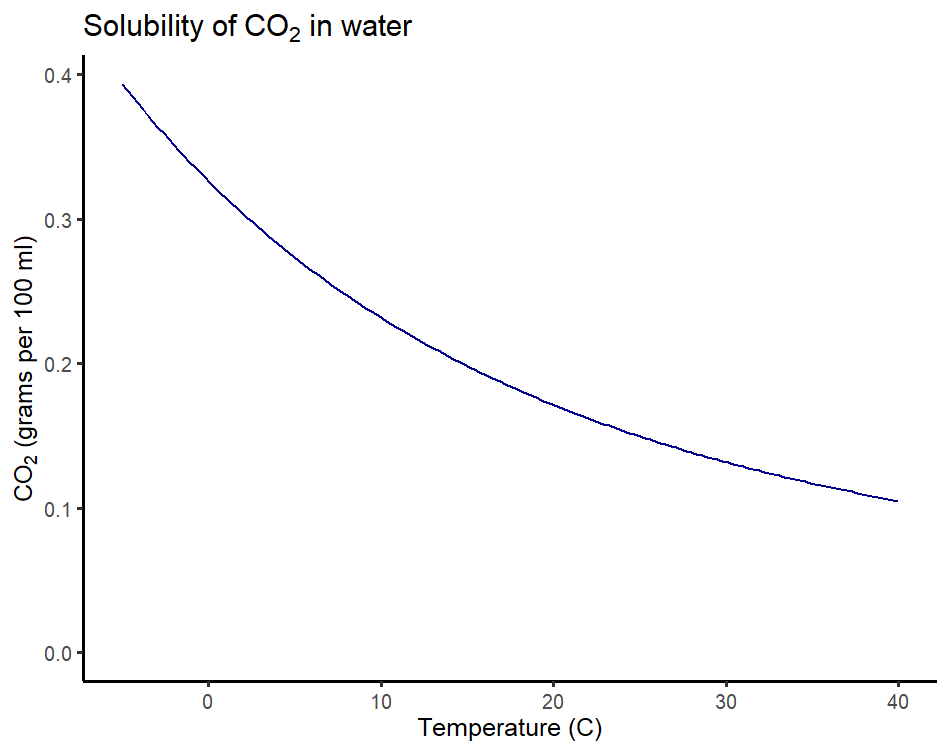 Solubility of CO₂ in water
CO₂ (grams per 100 ml)
0.4
0.3
0.2
0.1
0.0
0 10 20 30 40
Temperature (C)